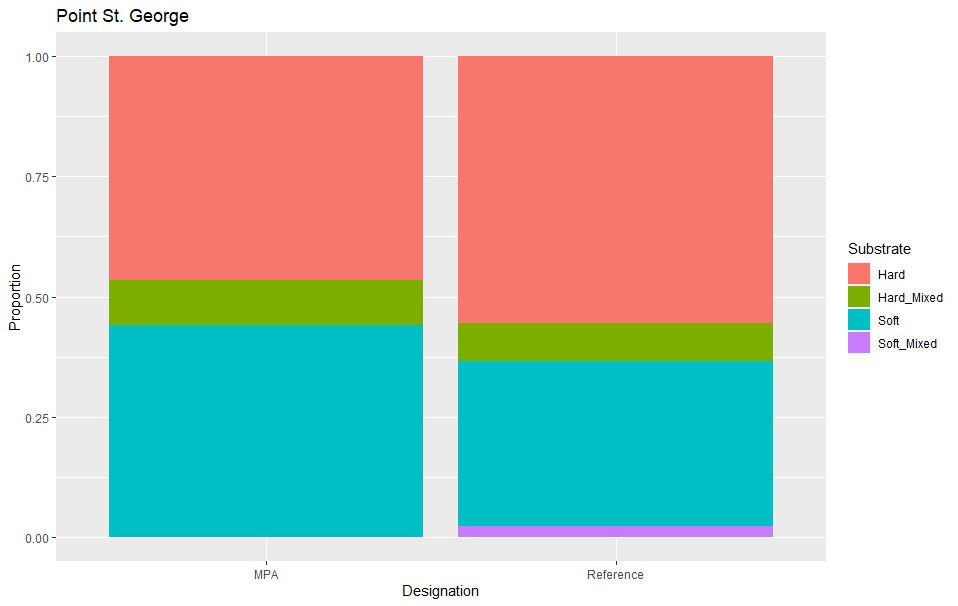 Point St. George
1.00
0.75
0.50
0.25
0.00
Proportion
MPA
Reference
Designation
Substrate
Hard
Hard_Mixed
Soft
Soft_Mixed